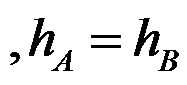 ,h_A = h_B